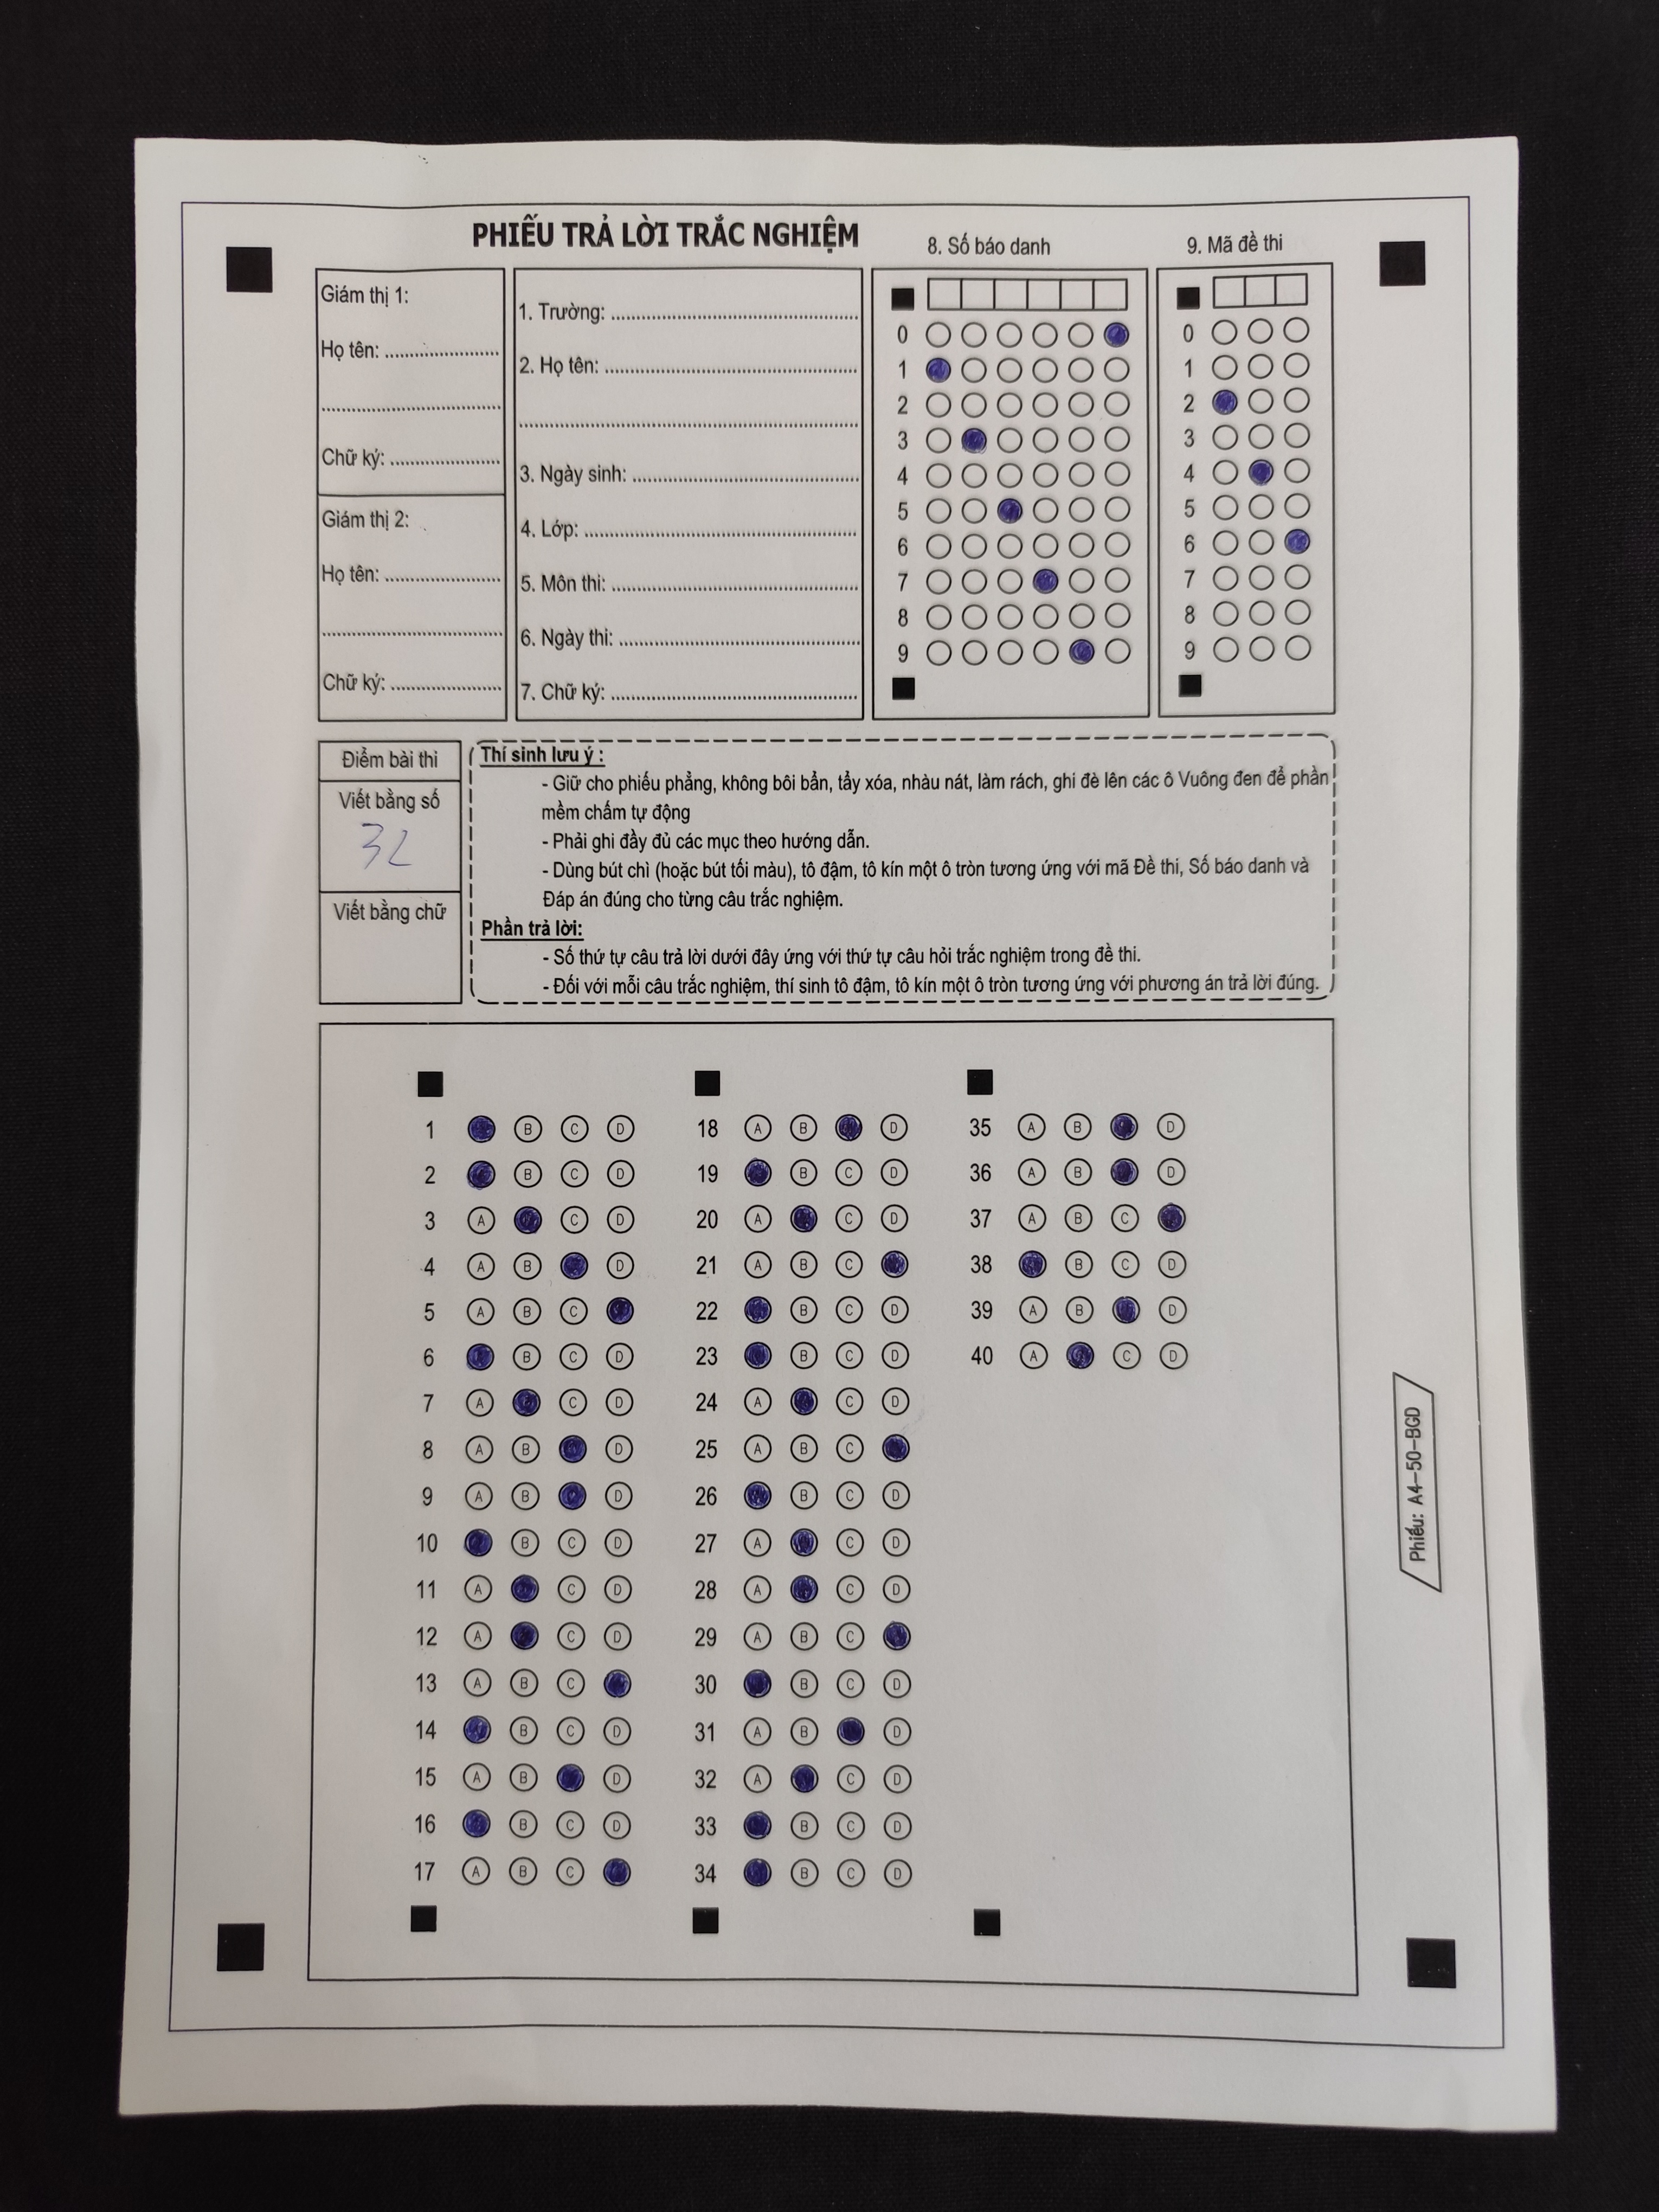 PHIẾU TRẢ LỜI TRẮC NGHIỆM
Giám thị 1:
Họ tên: ........................
........................
Chữ ký: ........................
Giám thị 2:
Họ tên: ........................
........................
Chữ ký: ........................
1. Trường: ........................
2. Họ tên: ........................
........................
3. Ngày sinh: ........................
4. Lớp: ........................
5. Môn thi: ........................
6. Ngày thi: ........................
7. Chữ ký: ........................
8. Số báo danh
0
1
2
3
4
5
6
7
8
9
9. Mã đề thi
0
1
2
3
4
5
6
7
8
9
Điểm bài thi
Viết bằng số
32
Viết bằng chữ
Thí sinh lưu ý :
- Giữ cho phiếu phẳng, không bôi bẩn, tẩy xóa, nhàu nát, làm rách, ghi đè lên các ô Vuông đen để phần
mềm chấm tự động
- Phải ghi đầy đủ các mục theo hướng dẫn.
- Dùng bút chì (hoặc bút tối màu), tô đậm, tô kín một ô tròn tương ứng với mã Đề thi, Số báo danh và
Đáp án đúng cho từng câu trắc nghiệm.
Phần trả lời:
- Số thứ tự câu trả lời dưới đây ứng với thứ tự câu hỏi trắc nghiệm trong đề thi.
- Đối với mỗi câu trắc nghiệm, thí sinh tô đậm, tô kín một ô tròn tương ứng với phương án trả lời đúng.
1 B C D
2 B C D
3 A C D
4 A B D
5 A B C
6 B C D
7 A C D
8 A B D
9 A B D
10 B C D
11 A C D
12 A C D
13 A B C
14 B C D
15 A B D
16 B C D
17 A B C
18 A B D
19 B C D
20 A C D
21 A B C
22 B C D
23 B C D
24 A C D
25 A B C
26 B C D
27 A C D
28 A C D
29 A B C
30 B C D
31 A B D
32 A C D
33 B C D
34 B C D
35 A B D
36 A B D
37 A B C
38 B C D
39 A B D
40 A C D
Phiếu: A4-50-BGD